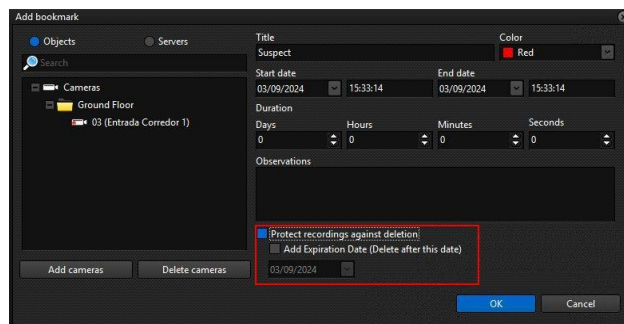 Add bookmark
Objects
Servers
Search
Cameras
Ground Floor
03 (Entrada Corredor 1)
Add cameras
Delete cameras
Title
Color
Suspect
Red
Start date
End date
03/09/2024
15:33:14
03/09/2024
15:33:14
Duration
Days
Hours
Minutes
Seconds
0
0
0
0
Observations
Protect recordings against deletion
Add Expiration Date (Delete after this date)
03/09/2024
OK
Cancel